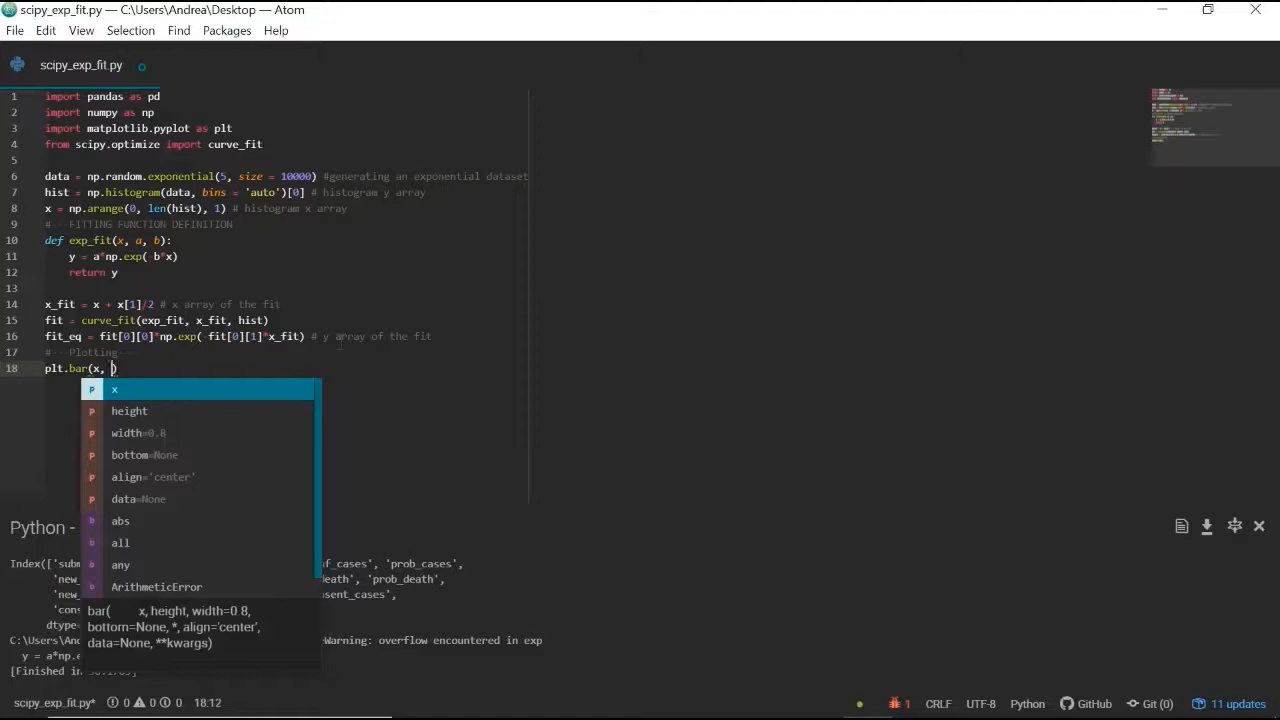 scipy_exp_fit.py — C:\Users\Andrea\Desktop — Atom
File Edit View Selection Find Packages Help
scipy_exp_fit.py
1 import pandas as pd
2 import numpy as np
3 import matplotlib.pyplot as plt
4 from scipy.optimize import curve_fit
5
6 data = np.random.exponential(5, size = 10000) #generating an exponential dataset
7 hist = np.histogram(data, bins = 'auto')[0] # histogram y array
8 x = np.arange(0, len(hist), 1) # histogram x array
9 #---FITTING FUNCTION DEFINITION
10 def exp_fit(x, a, b):
11 y = a*np.exp(-b*x)
12 return y
13
14 x_fit = x + x[1]/2 # x array of the fit
15 fit = curve_fit(exp_fit, x_fit, hist)
16 fit_eq = fit[0][0]*np.exp(-fit[0][1]*x_fit) # y array of the fit
17 #---Plotting---
18 plt.bar(x, )
p x
p height
p width=0.8
p bottom=None
p align='center'
p data=None
b abs
b all
b any
b ArithmeticError
bar( x, height, width=0.8,
bottom=None, *, align='center',
data=None, **kwargs)
Python -
Index(['subm f_cases', 'prob_cases',
'new_ death', 'prob_death',
'new_ sent_cases',
'cons
dtype
C:\Users\And Warning: overflow encountered in exp
y = a*np.e
[Finished in
scipy_exp_fit.py* 0 0 0 18:12 1 CRLF UTF-8 Python GitHub Git (0) 11 updates